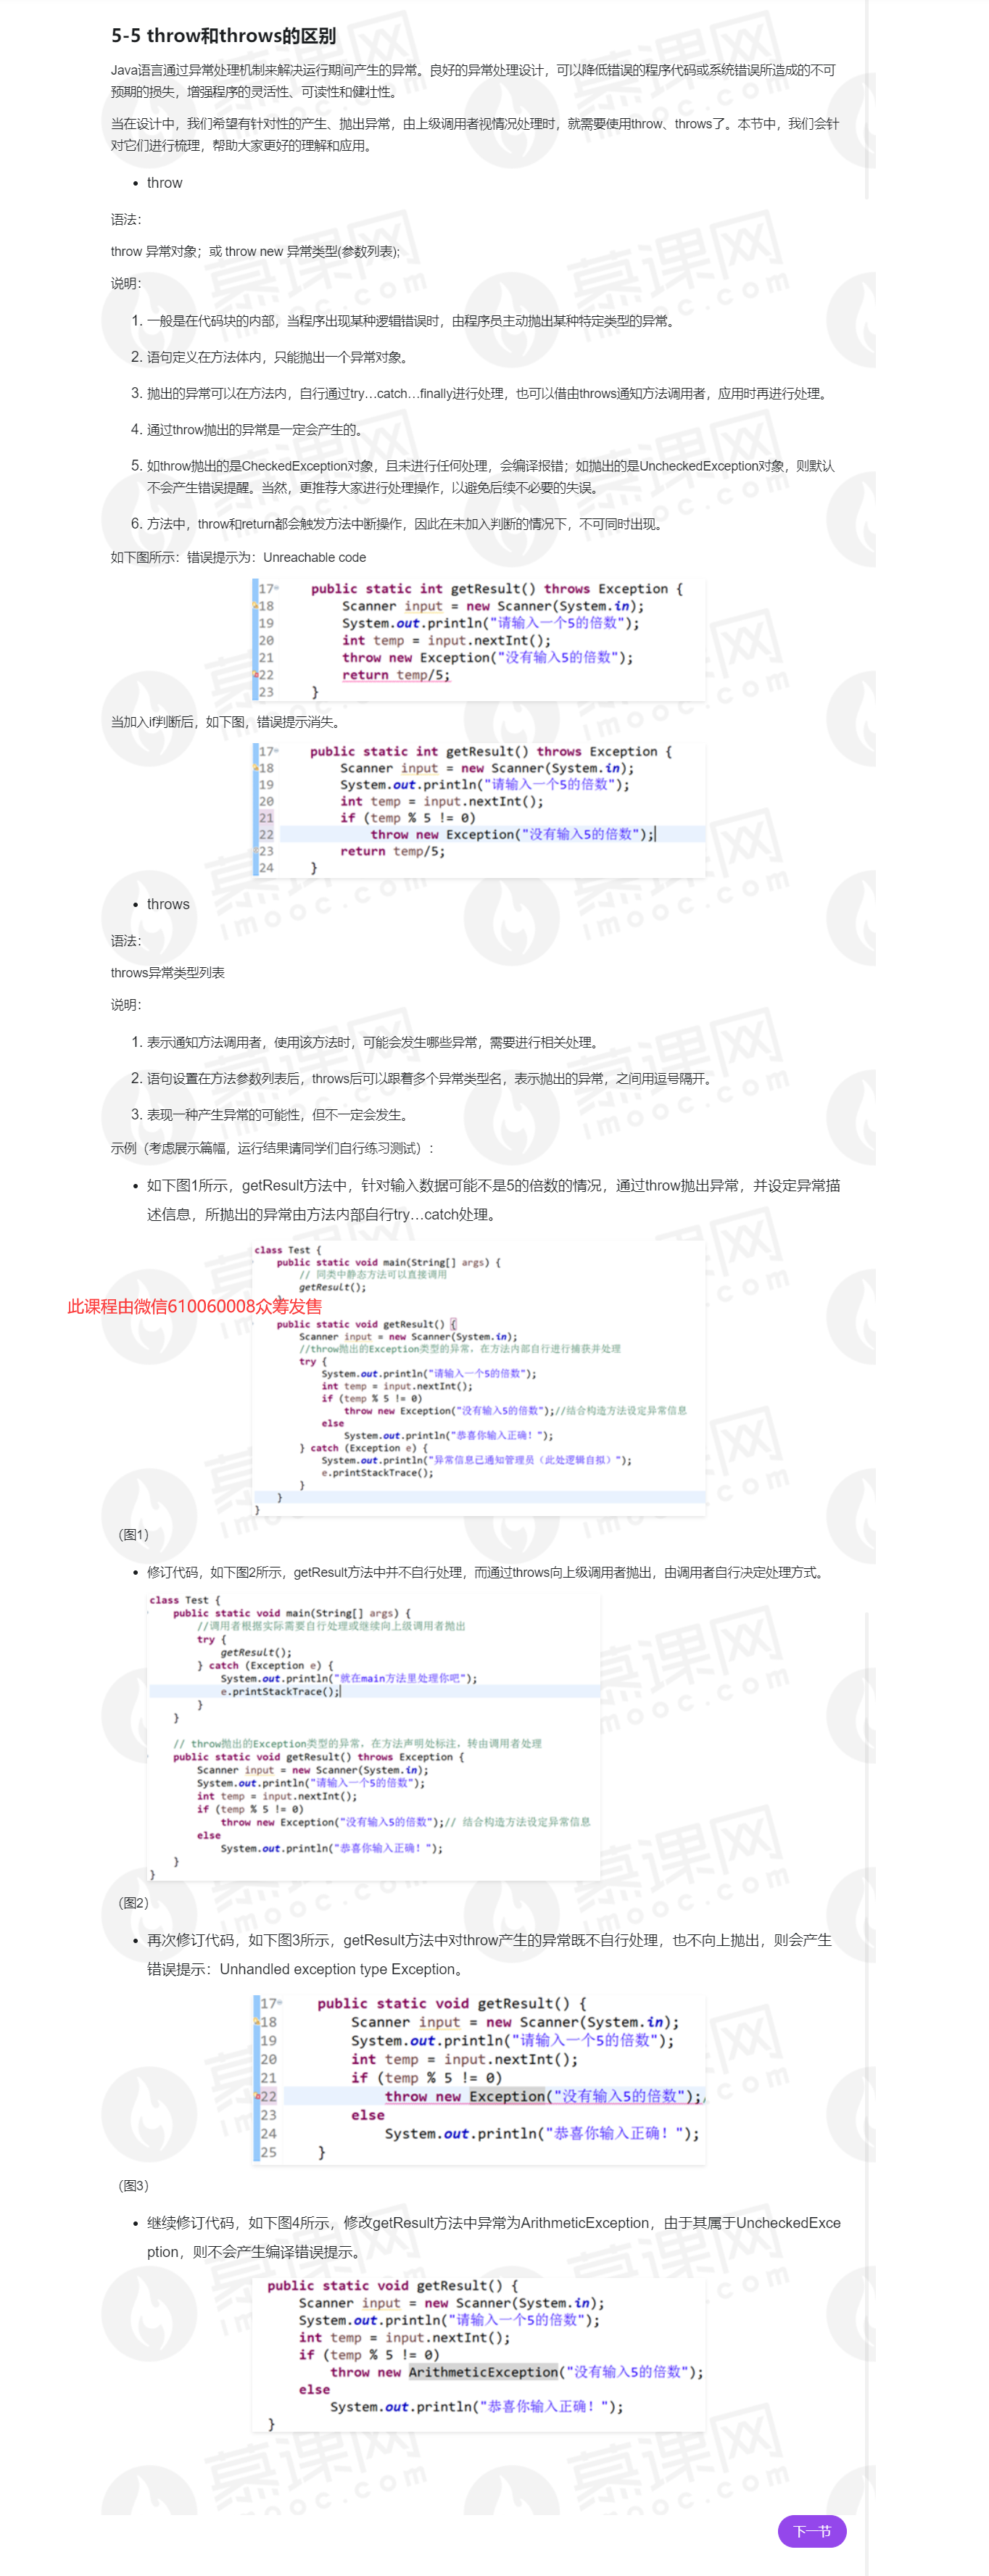 5-5 throw和throws的区别
Java语言通过异常处理机制来解决运行期间产生的异常。良好的异常处理设计，可以降低错误的程序代码或系统错误所造成的不可
预期的损失，增强程序的灵活性、可读性和健壮性。
当在设计中，我们希望有针对性的产生、抛出异常，由上级调用者视情况处理时，就需要使用throw、throws了。本节中，我们会针
对它们进行梳理，帮助大家更好的理解和应用。
• throw
语法：
throw 异常对象；或 throw new 异常类型(参数列表);
说明：
1. 一般是在代码块的内部，当程序出现某种逻辑错误时，由程序员主动抛出某种特定类型的异常。
2. 语句定义在方法体内，只能抛出一个异常对象。
3. 抛出的异常可以在方法内，自行通过try…catch…finally进行处理，也可以借由throws通知方法调用者，应用时再进行处理。
4. 通过throw抛出的异常是一定会产生的。
5. 如throw抛出的是CheckedException对象，且未进行任何处理，会编译报错；如抛出的是UncheckedException对象，则默认
不会产生错误提醒。当然，更推荐大家进行处理操作，以避免后续不必要的失误。
6. 方法中，throw和return都会触发方法中断操作，因此在未加入判断的情况下，不可同时出现。
如下图所示：错误提示为：Unreachable code
17 public static int getResult() throws Exception {
18 Scanner input = new Scanner(System.in);
19 System.out.println("请输入一个5的倍数");
20 int temp = input.nextInt();
21 throw new Exception("没有输入5的倍数");
22 return temp/5;
23 }
当加入if判断后，如下图，错误提示消失。
17 public static int getResult() throws Exception {
18 Scanner input = new Scanner(System.in);
19 System.out.println("请输入一个5的倍数");
20 int temp = input.nextInt();
21 if (temp % 5 != 0)
22 throw new Exception("没有输入5的倍数");
23 return temp/5;
24 }
• throws
语法：
throws异常类型列表
说明：
1. 表示通知方法调用者，使用该方法时，可能会发生哪些异常，需要进行相关处理。
2. 语句设置在方法参数列表后，throws后可以跟着多个异常类型名，表示抛出的异常，之间用逗号隔开。
3. 表现一种产生异常的可能性，但不一定会发生。
示例（考虑展示篇幅，运行结果请同学们自行练习测试）：
• 如下图1所示，getResult方法中，针对输入数据可能不是5的倍数的情况，通过throw抛出异常，并设定异常描
述信息，所抛出的异常由方法内部自行try…catch处理。
class Test {
public static void main(String[] args) {
// 同类中静态方法可以直接调用
getResult();
此课程由微信610060008众筹发售
public static void getResult() {
Scanner input = new Scanner(System.in);
//throw抛出的Exception类型的异常，在方法内部自行进行捕获并处理
try {
System.out.println("请输入一个5的倍数");
int temp = input.nextInt();
if (temp % 5 != 0)
throw new Exception("没有输入5的倍数");//结合构造方法设定异常信息
else
System.out.println("恭喜你输入正确！");
} catch (Exception e) {
System.out.println("异常信息已通知管理员（此处逻辑自拟）");
e.printStackTrace();
}
}
}
（图1）
• 修订代码，如下图2所示，getResult方法中并不自行处理，而通过throws向上级调用者抛出，由调用者自行决定处理方式。
class Test {
public static void main(String[] args) {
//调用者根据实际需要自行处理或继续向上级调用者抛出
try {
getResult();
} catch (Exception e) {
System.out.println("就在main方法里处理你吧");
e.printStackTrace();
}
}
// throw抛出的Exception类型的异常，在方法声明处标注，转由调用者处理
public static void getResult() throws Exception {
Scanner input = new Scanner(System.in);
System.out.println("请输入一个5的倍数");
int temp = input.nextInt();
if (temp % 5 != 0)
throw new Exception("没有输入5的倍数");// 结合构造方法设定异常信息
else
System.out.println("恭喜你输入正确！");
}
}
（图2）
• 再次修订代码，如下图3所示，getResult方法中对throw产生的异常既不自行处理，也不向上抛出，则会产生
错误提示：Unhandled exception type Exception。
17 public static void getResult() {
18 Scanner input = new Scanner(System.in);
19 System.out.println("请输入一个5的倍数");
20 int temp = input.nextInt();
21 if (temp % 5 != 0)
22 throw new Exception("没有输入5的倍数");/
23 else
24 System.out.println("恭喜你输入正确！");
25 }
（图3）
• 继续修订代码，如下图4所示，修改getResult方法中异常为ArithmeticException，由于其属于UncheckedExce
ption，则不会产生编译错误提示。
public static void getResult() {
Scanner input = new Scanner(System.in);
System.out.println("请输入一个5的倍数");
int temp = input.nextInt();
if (temp % 5 != 0)
throw new ArithmeticException("没有输入5的倍数");
else
System.out.println("恭喜你输入正确！");
}
下一节